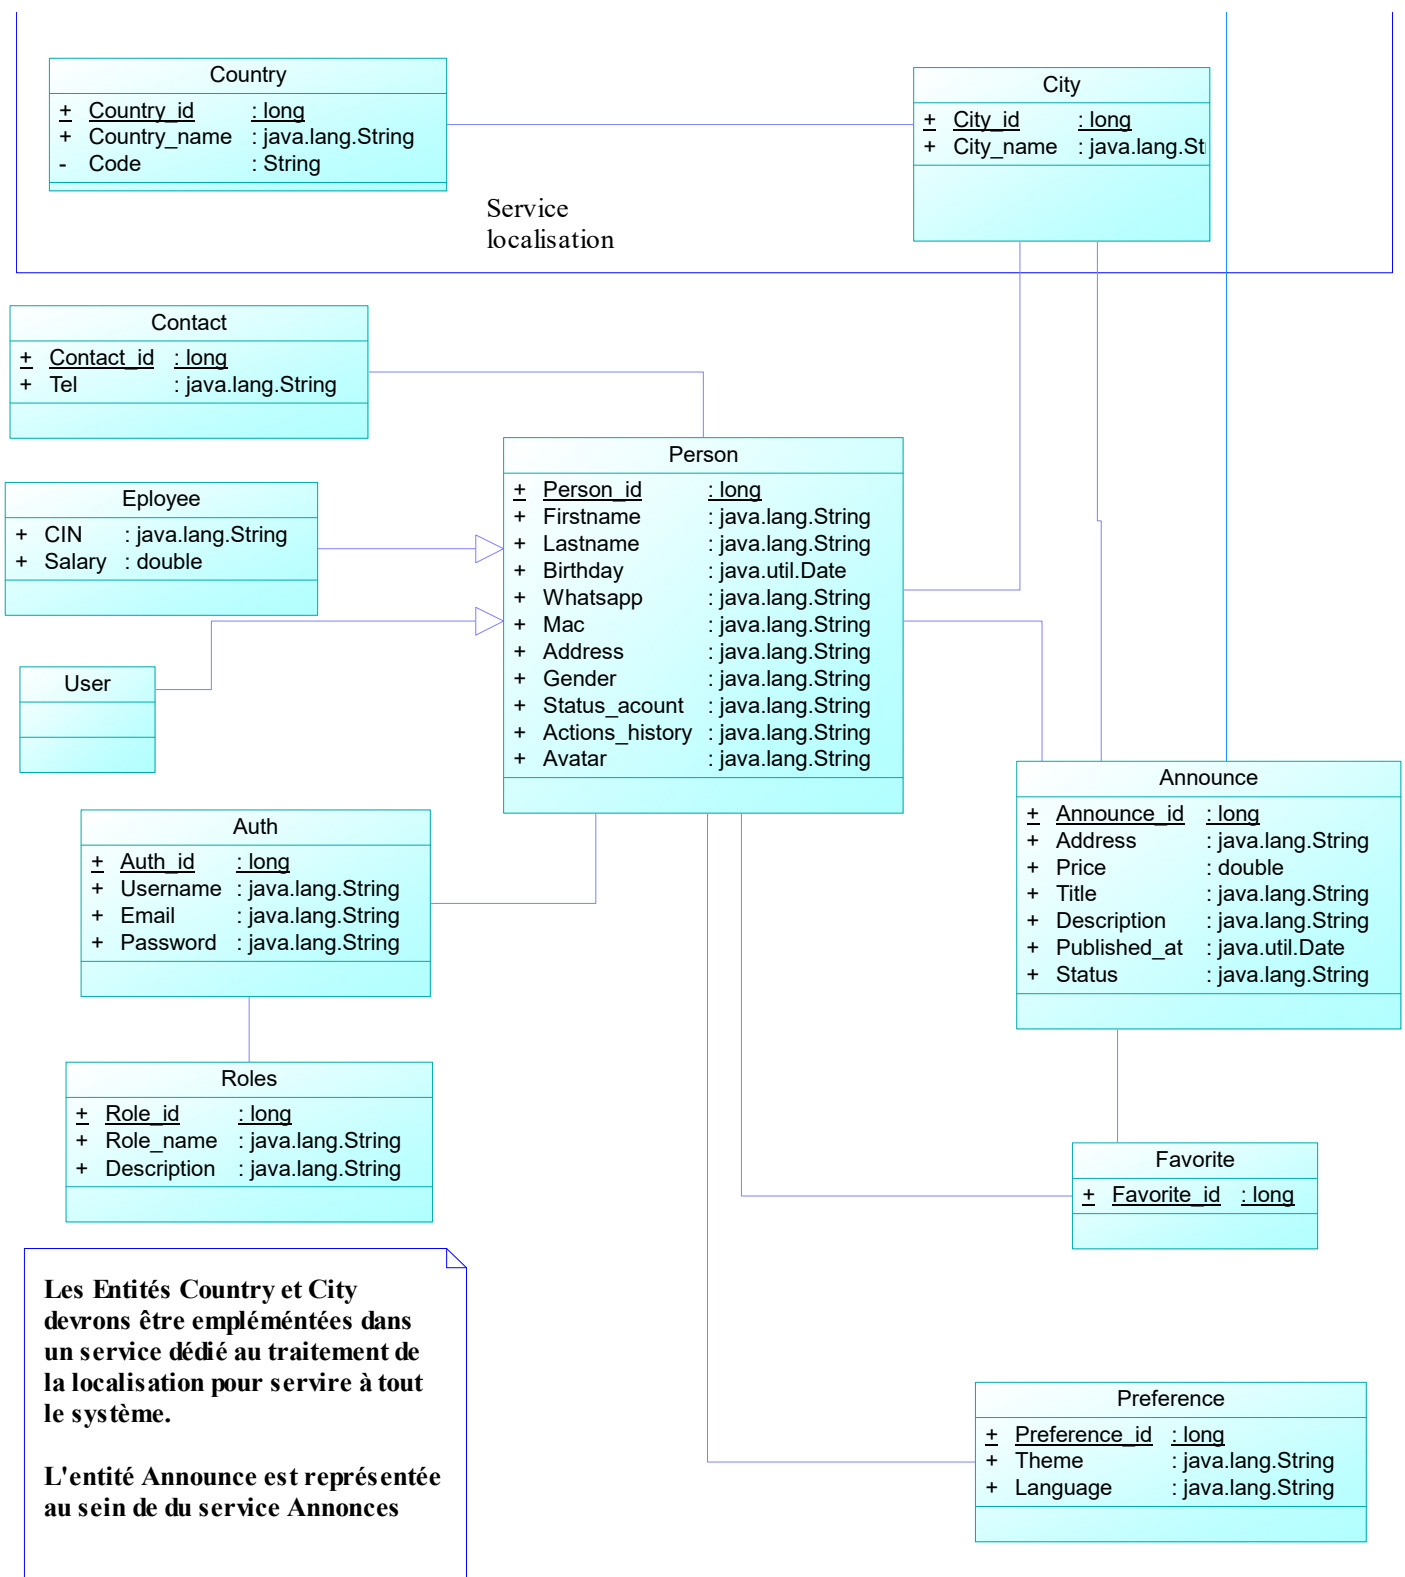 Country
+ Country_id : long
+ Country_name : java.lang.String
- Code : String
City
+ City_id : long
+ City_name : java.lang.St
Service
localisation
Contact
+ Contact_id : long
+ Tel : java.lang.String
Person
+ Person_id : long
+ Firstname : java.lang.String
+ Lastname : java.lang.String
+ Birthday : java.util.Date
+ Whatsapp : java.lang.String
+ Mac : java.lang.String
+ Address : java.lang.String
+ Gender : java.lang.String
+ Status_acount : java.lang.String
+ Actions_history : java.lang.String
+ Avatar : java.lang.String
Eployee
+ CIN : java.lang.String
+ Salary : double
User
Announce
+ Announce_id : long
+ Address : java.lang.String
+ Price : double
+ Title : java.lang.String
+ Description : java.lang.String
+ Published_at : java.util.Date
+ Status : java.lang.String
Auth
+ Auth_id : long
+ Username : java.lang.String
+ Email : java.lang.String
+ Password : java.lang.String
Roles
+ Role_id : long
+ Role_name : java.lang.String
+ Description : java.lang.String
Favorite
+ Favorite_id : long
Les Entités Country et City
devrons être empléméntées dans
un service dédié au traitement de
la localisation pour servire à tout
le système.
L'entité Announce est représentée
au sein de du service Annonces
Preference
+ Preference_id : long
+ Theme : java.lang.String
+ Language : java.lang.String